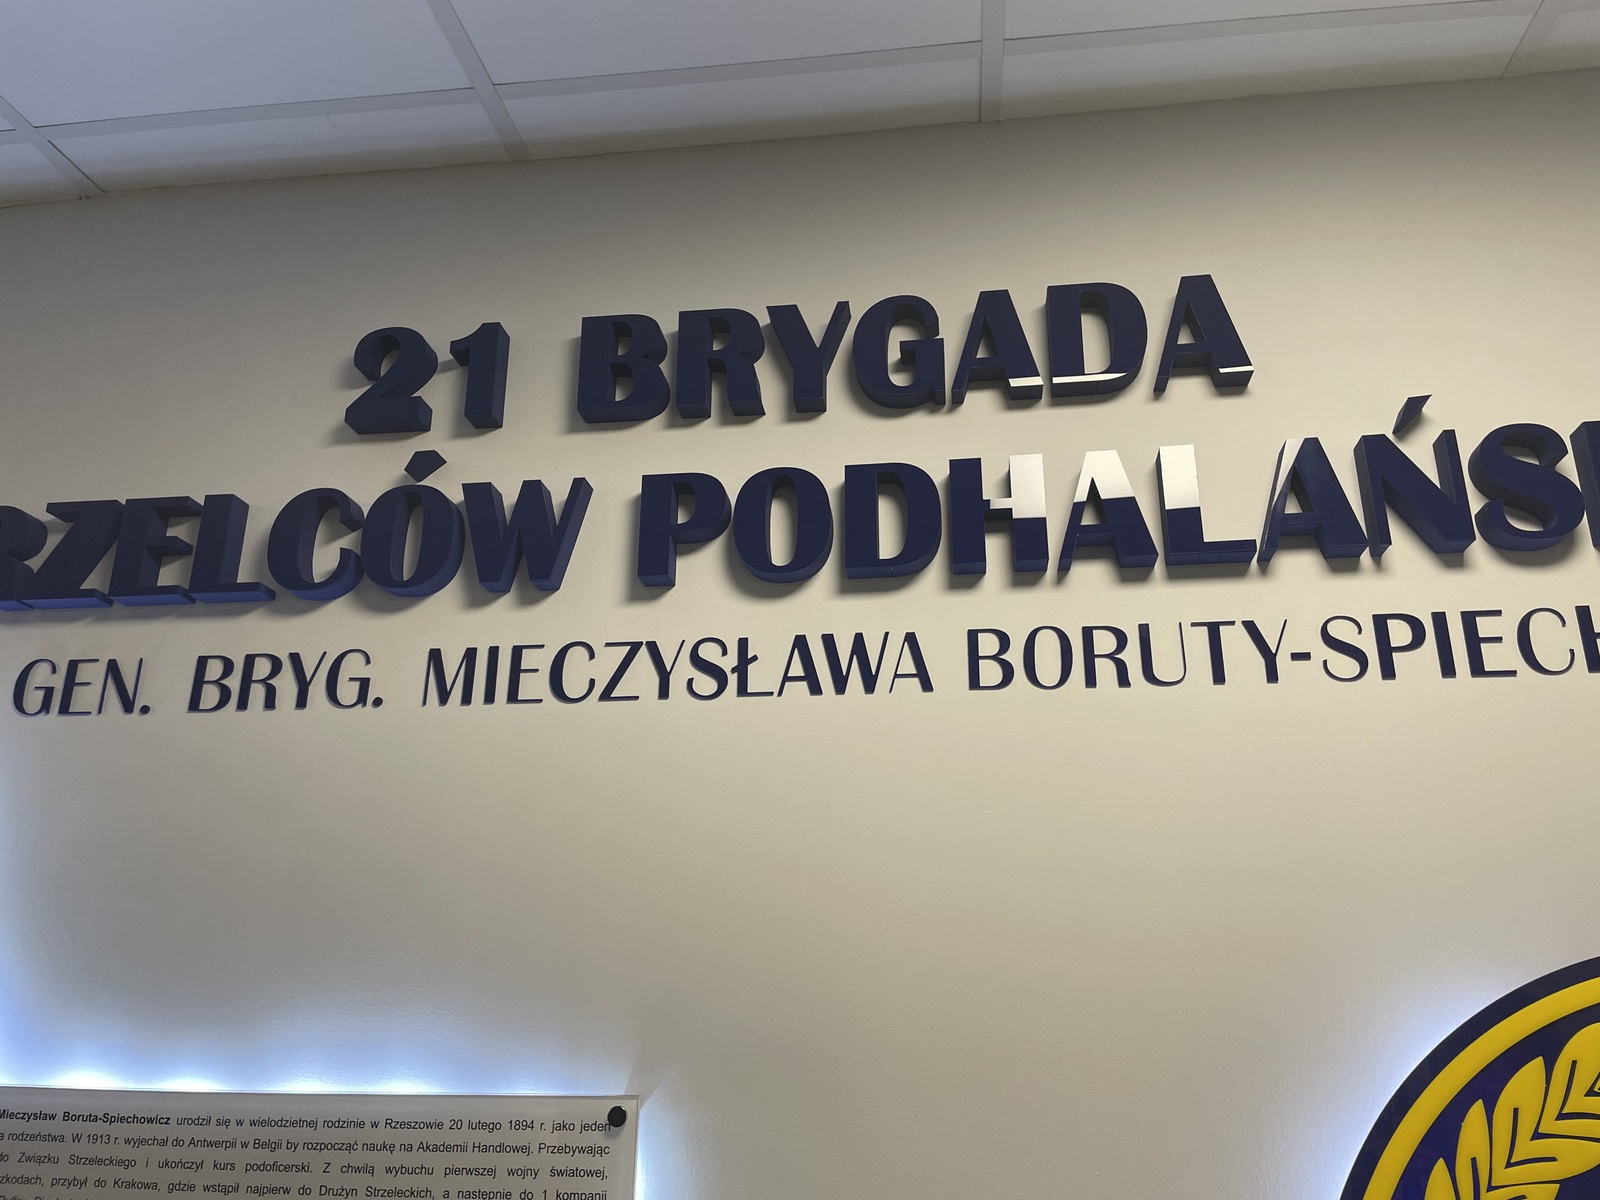 21 BRYGADA
RZELCÓW PODHALAŃSK
GEN. BRYG. MIECZYSŁAWA BORUTY-SPIECH
Mieczysław Boruta-Spiechowicz urodził się w wielodzietnej rodzinie w Rzeszowie 20 lutego 1894 r. jako jeden
a rodzeństwa. W 1913 r. wyjechał do Antwerpii w Belgii by rozpocząć naukę na Akademii Handlowej. Przebywając
do Związku Strzeleckiego i ukończył kurs podoficerski. Z chwilą wybuchu pierwszej wojny światowej,
zkodach, przybył do Krakowa, gdzie wstąpił najpierw do Drużyn Strzeleckich, a następnie do 1 kompanii